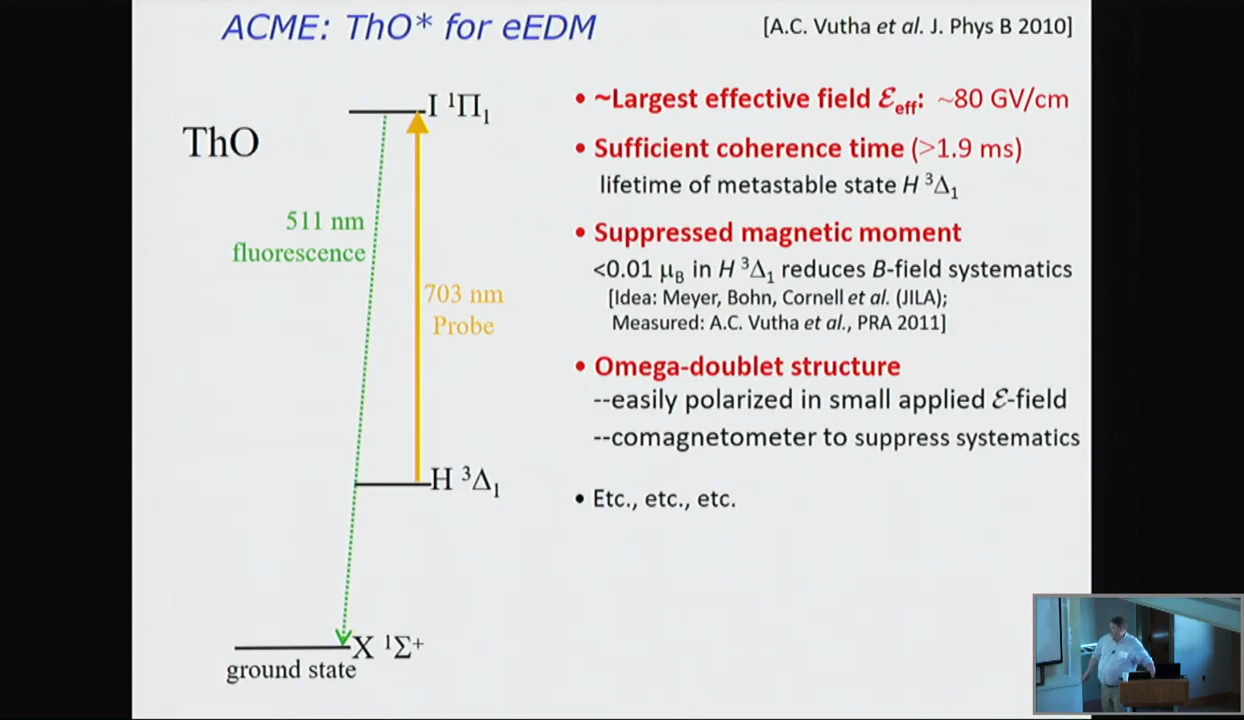 ACME: ThO* for eEDM
[A.C. Vutha et al. J. Phys B 2010]
I ¹Π₁
ThO
511 nm
fluorescence
703 nm
Probe
H ³Δ₁
X ¹Σ⁺
ground state
• ~Largest effective field ℰeff: ~80 GV/cm
• Sufficient coherence time (>1.9 ms)
lifetime of metastable state H ³Δ₁
• Suppressed magnetic moment
<0.01 μB in H ³Δ₁ reduces B-field systematics
[Idea: Meyer, Bohn, Cornell et al. (JILA);
Measured: A.C. Vutha et al., PRA 2011]
• Omega-doublet structure
--easily polarized in small applied ℰ-field
--comagnetometer to suppress systematics
• Etc., etc., etc.